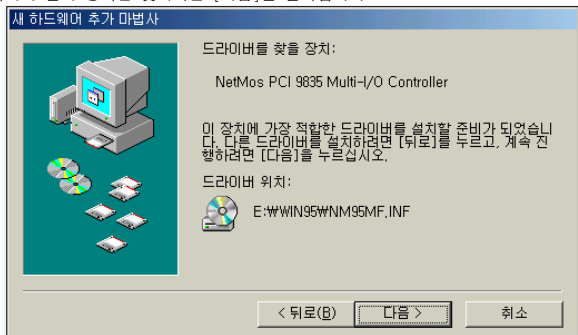 새 하드웨어 추가 마법사
드라이버를 찾을 장치:
NetMos PCI 9835 Multi-I/O Controller
이 장치에 가장 적합한 드라이버를 설치할 준비가 되었습니
다. 다른 드라이버를 설치하려면 [뒤로]를 누르고, 계속 진
행하려면 [다음]을 누르십시오.
드라이버 위치:
E:₩WIN95₩NM95MF.INF
< 뒤로(B)
다음 >
취소